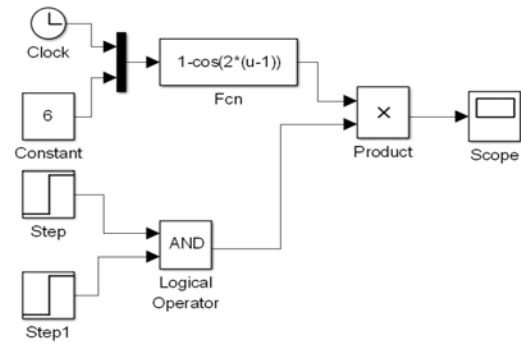 Clock
1-cos(2*(u-1))
Fcn
6
Constant
×
Product
Scope
Step
AND
Logical
Operator
Step1